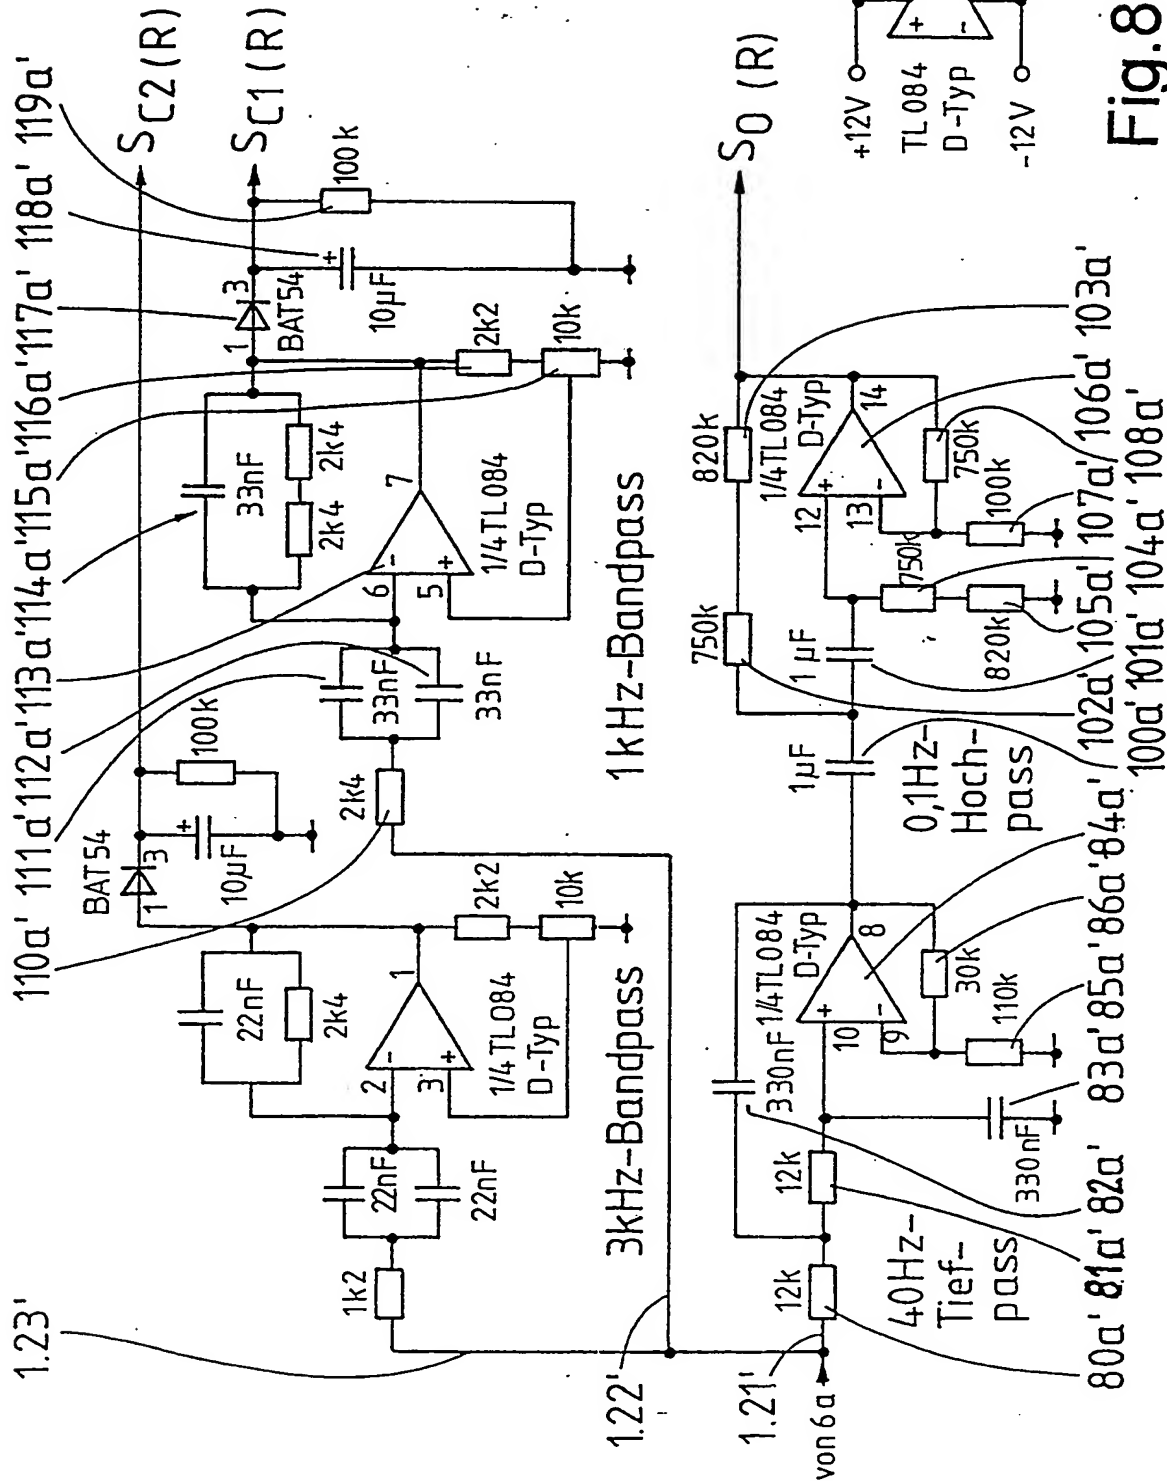 110a' 111a' 112a' 113a' 114a' 115a' 116a' 117a' 118a' 119a'
1.23'
BAT54
1
3
10µF
+
100k
S C2 (R)
22nF
2k4
1k2
22nF
22nF
2
3
-
+
1
1/4 TL084
D-Typ
2k2
10k
3kHz-Bandpass
2k4
33nF
33nF
33nF
2k4
2k4
6
5
-
+
7
1/4 TL084
D-Typ
2k2
10k
1kHz-Bandpass
1
3
BAT54
10µF
+
100k
S C1 (R)
1.22'
1.21'
von 6a
12k
12k
330nF
330nF
10
9
+
-
8
1/4 TL084
D-Typ
30k
110k
40Hz-
Tief-
pass
1µF
1µF
750k
820k
750k
820k
12
13
+
-
14
1/4 TL084
D-Typ
750k
100k
0,1Hz-
Hoch-
pass
S O (R)
+12V
TL084
D-Typ
-12V
+
-
80a' 81a' 82a' 83a' 85a' 86a' 84a'
100a' 101a' 104a' 108a'
102a' 105a' 107a' 106a' 103a'
Fig.8